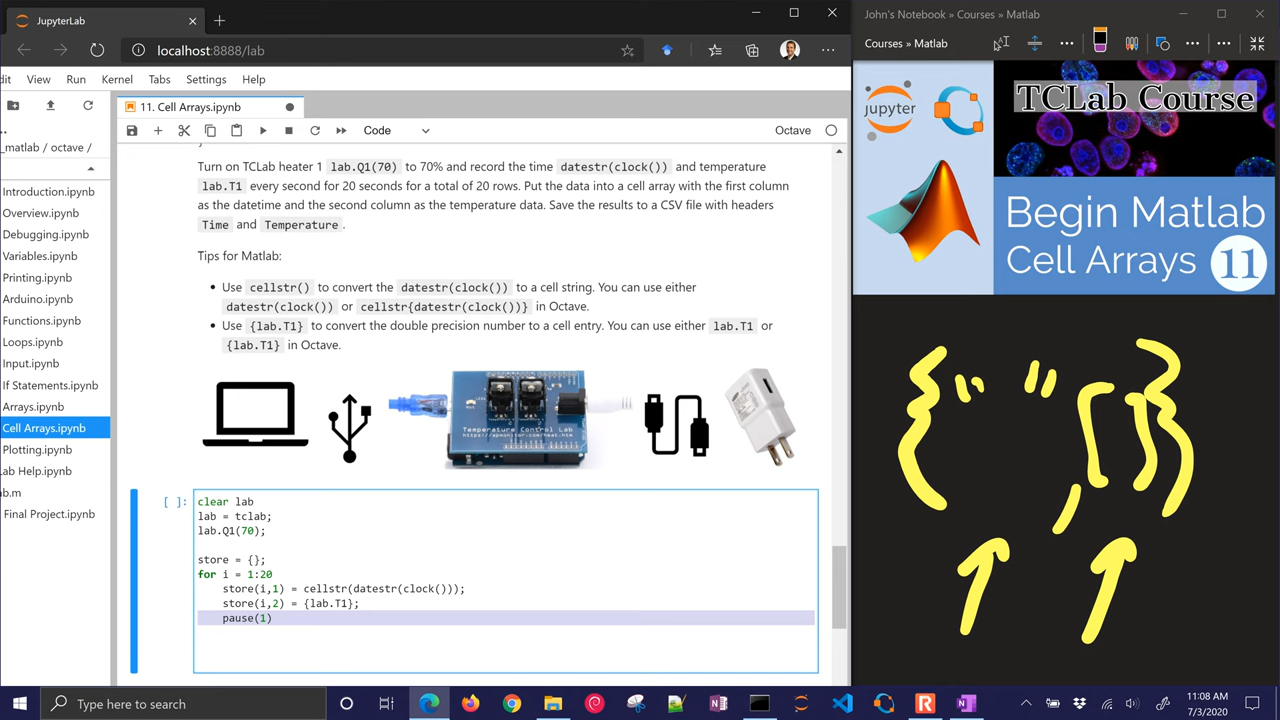 JupyterLab
localhost:8888/lab
dit View Run Kernel Tabs Settings Help
_matlab / octave /
Introduction.ipynb
Overview.ipynb
Debugging.ipynb
Variables.ipynb
Printing.ipynb
Arduino.ipynb
Functions.ipynb
Loops.ipynb
Input.ipynb
If Statements.ipynb
Arrays.ipynb
Cell Arrays.ipynb
Plotting.ipynb
ab Help.ipynb
ab.m
Final Project.ipynb
11. Cell Arrays.ipynb
Code
Octave
Turn on TCLab heater 1 lab.Q1(70) to 70% and record the time datestr(clock()) and temperature
lab.T1 every second for 20 seconds for a total of 20 rows. Put the data into a cell array with the first column
as the datetime and the second column as the temperature data. Save the results to a CSV file with headers
Time and Temperature .
Tips for Matlab:
• Use cellstr() to convert the datestr(clock()) to a cell string. You can use either
datestr(clock()) or cellstr{datestr(clock())} in Octave.
• Use {lab.T1} to convert the double precision number to a cell entry. You can use either lab.T1 or
{lab.T1} in Octave.
Temperature Control Lab
[ ]:
clear lab
lab = tclab;
lab.Q1(70);
store = {};
for i = 1:20
store(i,1) = cellstr(datestr(clock()));
store(i,2) = {lab.T1};
pause(1)
John's Notebook » Courses » Matlab
Courses » Matlab
jupyter
TCLab Course
Begin Matlab
Cell Arrays 11
{" " , []}
Type here to search
11:08 AM
7/3/2020